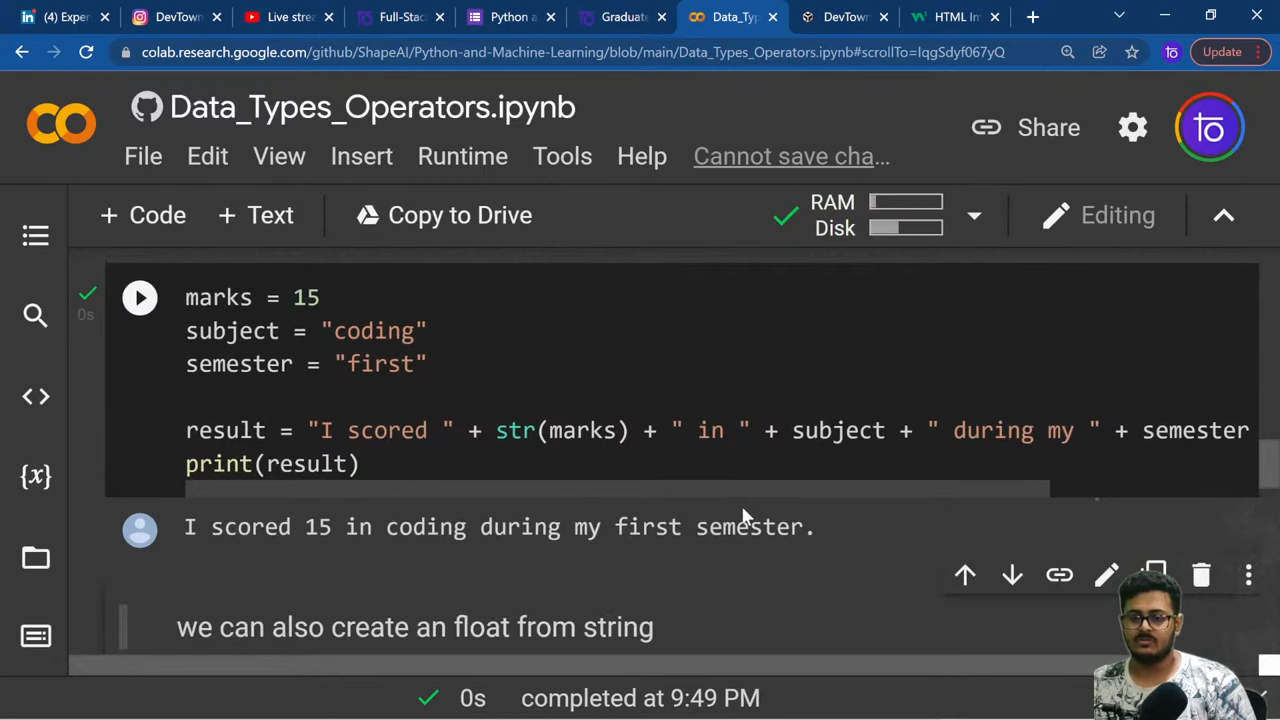 (4) Exper
DevTown
Live stre
Full-Stac
Python a
Graduate
Data_Typ
DevTown
HTML In
colab.research.google.com/github/ShapeAI/Python-and-Machine-Learning/blob/main/Data_Types_Operators.ipynb#scrollTo=IqgSdyf067yQ
Update
Data_Types_Operators.ipynb
Share
File Edit View Insert Runtime Tools Help Cannot save cha…
+ Code + Text Copy to Drive
RAM
Disk
Editing
marks = 15
0s
subject = "coding"
semester = "first"
result = "I scored " + str(marks) + " in " + subject + " during my " + semester
print(result)
I scored 15 in coding during my first semester.
we can also create an float from string
0s completed at 9:49 PM